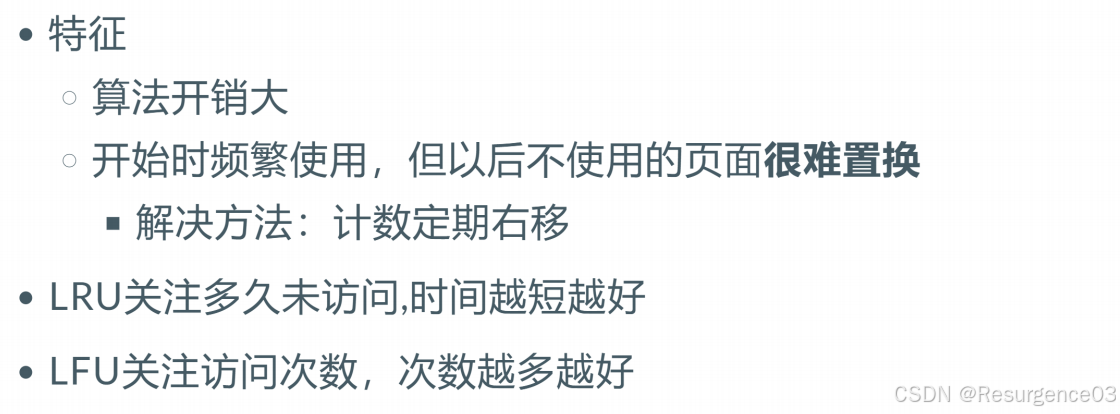 特征
算法开销大
开始时频繁使用，但以后不使用的页面很难置换
解决方法：计数定期右移
LRU关注多久未访问,时间越短越好
LFU关注访问次数，次数越多越好
CSDN @Resurgence03